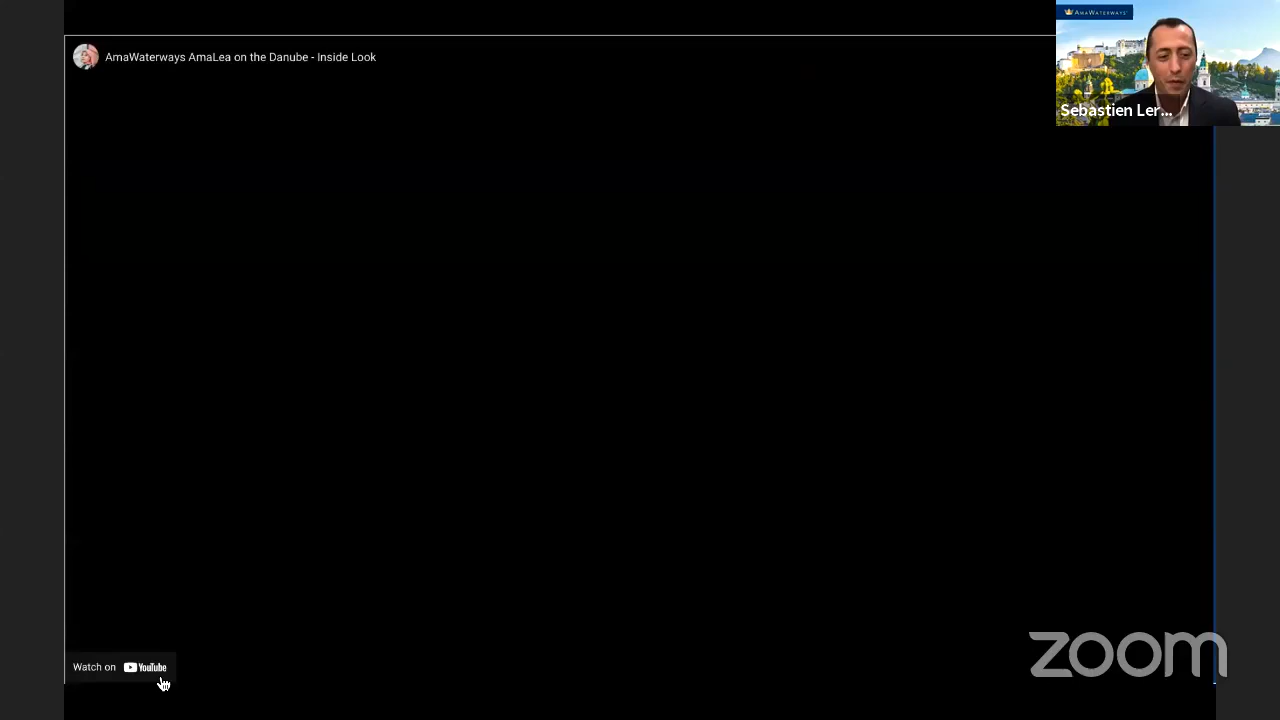 AmaWaterways AmaLea on the Danube - Inside Look
AMAWATERWAYS
Sebastien Ler...
Watch on YouTube
zoom